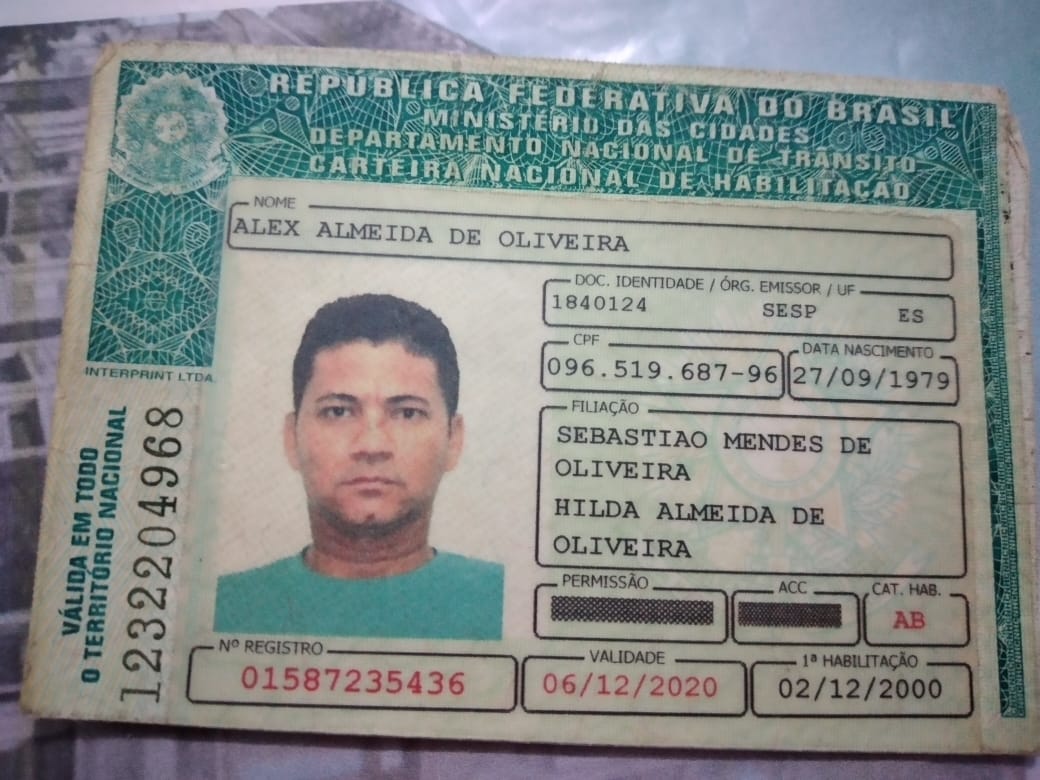 REPÚBLICA FEDERATIVA DO BRASIL
MINISTÉRIO DAS CIDADES
DEPARTAMENTO NACIONAL DE TRÂNSITO
CARTEIRA NACIONAL DE HABILITAÇÃO
NOME
ALEX ALMEIDA DE OLIVEIRA
DOC. IDENTIDADE / ÓRG. EMISSOR / UF
1840124 SESP ES
CPF
096.519.687-96
DATA NASCIMENTO
27/09/1979
FILIAÇÃO
SEBASTIAO MENDES DE
OLIVEIRA
HILDA ALMEIDA DE
OLIVEIRA
PERMISSÃO
ACC
CAT. HAB.
AB
Nº REGISTRO
01587235436
VALIDADE
06/12/2020
1ª HABILITAÇÃO
02/12/2000
INTERPRINT LTDA.
VÁLIDA EM TODO
O TERRITÓRIO NACIONAL
1232204968